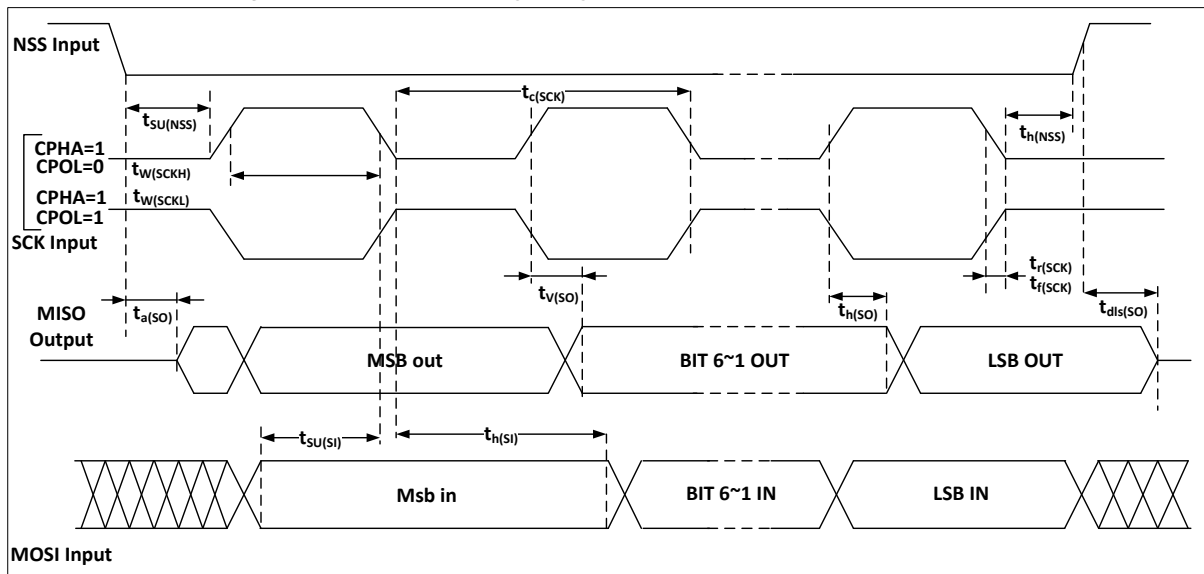 NSS Input
tc(SCK)
tSU(NSS)
th(NSS)
CPHA=1
CPOL=0
tW(SCKH)
CPHA=1
tW(SCKL)
CPOL=1
SCK Input
tr(SCK)
tf(SCK)
tV(SO)
ta(SO)
th(SO)
tdis(SO)
MISO
Output
MSB out
BIT 6~1 OUT
LSB OUT
tSU(SI)
th(SI)
Msb in
BIT 6~1 IN
LSB IN
MOSI Input